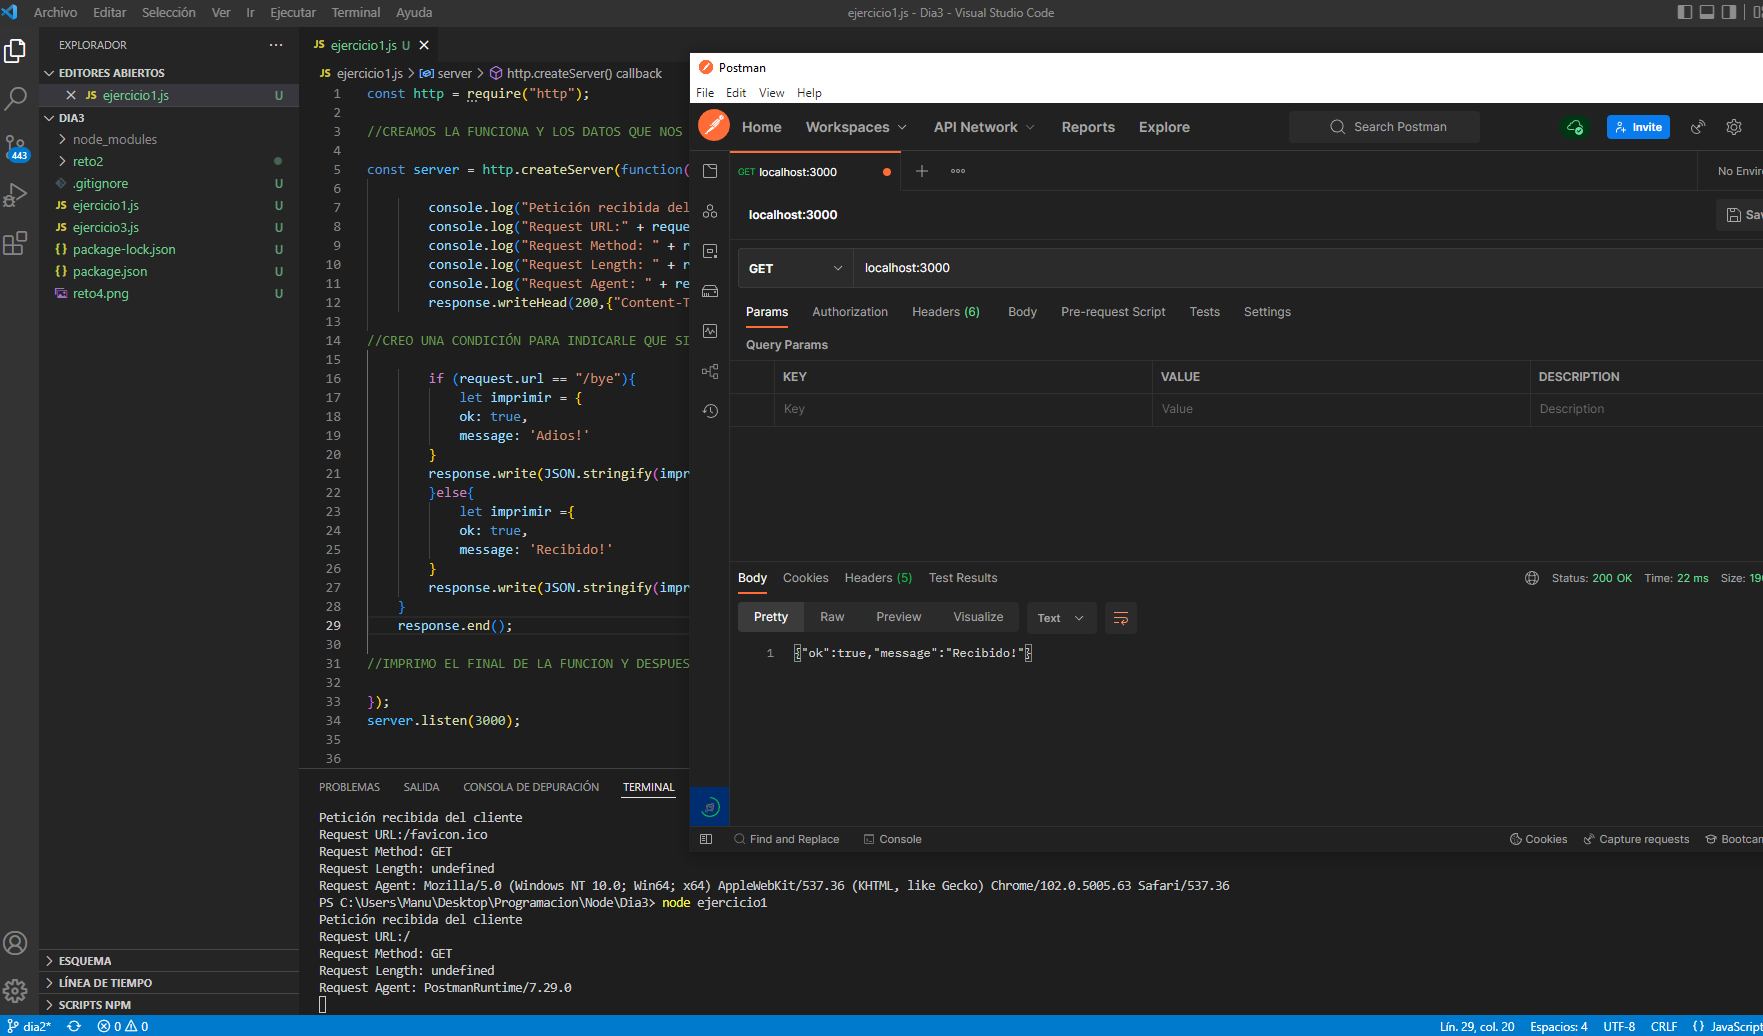 Archivo Editar Selección Ver Ir Ejecutar Terminal Ayuda
ejercicio1.js - Dia3 - Visual Studio Code
EXPLORADOR
EDITORES ABIERTOS
JS ejercicio1.js U
DIA3
node_modules
reto2
.gitignore U
JS ejercicio1.js U
JS ejercicio3.js U
{} package-lock.json U
{} package.json U
reto4.png U
443
ESQUEMA
LÍNEA DE TIEMPO
SCRIPTS NPM
JS ejercicio1.js U
JS ejercicio1.js > server > http.createServer() callback
1 const http = require("http");
2
3 //CREAMOS LA FUNCIONA Y LOS DATOS QUE NOS
4
5 const server = http.createServer(function(
6
7 console.log("Petición recibida del
8 console.log("Request URL:" + reque
9 console.log("Request Method: " + r
10 console.log("Request Length: " + r
11 console.log("Request Agent: " + re
12 response.writeHead(200,{"Content-T
13
14 //CREO UNA CONDICIÓN PARA INDICARLE QUE SI
15
16 if (request.url == "/bye"){
17 let imprimir = {
18 ok: true,
19 message: 'Adios!'
20 }
21 response.write(JSON.stringify(impr
22 }else{
23 let imprimir ={
24 ok: true,
25 message: 'Recibido!'
26 }
27 response.write(JSON.stringify(impr
28 }
29 response.end();
30
31 //IMPRIMO EL FINAL DE LA FUNCION Y DESPUES
32
33 });
34 server.listen(3000);
35
36
PROBLEMAS SALIDA CONSOLA DE DEPURACIÓN TERMINAL
Petición recibida del cliente
Request URL:/favicon.ico
Request Method: GET
Request Length: undefined
Request Agent: Mozilla/5.0 (Windows NT 10.0; Win64; x64) AppleWebKit/537.36 (KHTML, like Gecko) Chrome/102.0.5005.63 Safari/537.36
PS C:\Users\Manu\Desktop\Programacion\Node\Dia3> node ejercicio1
Petición recibida del cliente
Request URL:/
Request Method: GET
Request Length: undefined
Request Agent: PostmanRuntime/7.29.0
Postman
File Edit View Help
Home Workspaces API Network Reports Explore
Search Postman
Invite
GET localhost:3000
No Envir
localhost:3000
Sav
GET localhost:3000
Params Authorization Headers (6) Body Pre-request Script Tests Settings
Query Params
KEY VALUE DESCRIPTION
Key Value Description
Body Cookies Headers (5) Test Results
Status: 200 OK Time: 22 ms Size: 19
Pretty Raw Preview Visualize Text
1 {"ok":true,"message":"Recibido!"}
Find and Replace Console
Cookies Capture requests Bootcam
dia2* 0 0
Lín. 29, col. 20 Espacios: 4 UTF-8 CRLF {} JavaScript